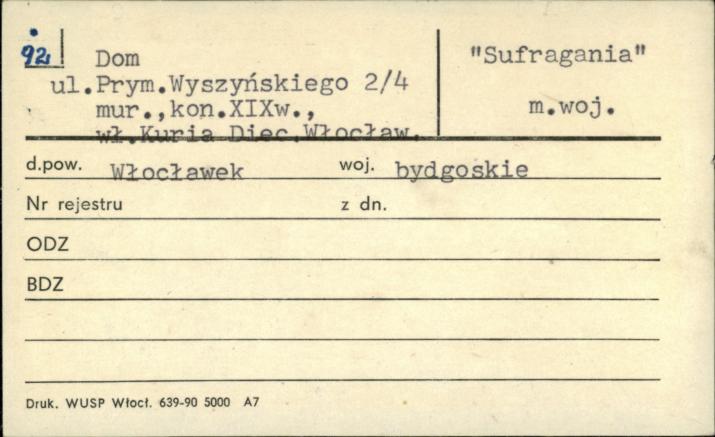 92
Dom
ul.Prym.Wyszyńskiego 2/4
mur.,kon.XIXw.,
wł.Kuria Diec.Włocław.
"Sufragania"
m.woj.
d.pow. Włocławek woj. bydgoskie
Nr rejestru z dn.
ODZ
BDZ
Druk. WUSP Włocł. 639-90 5000 A7